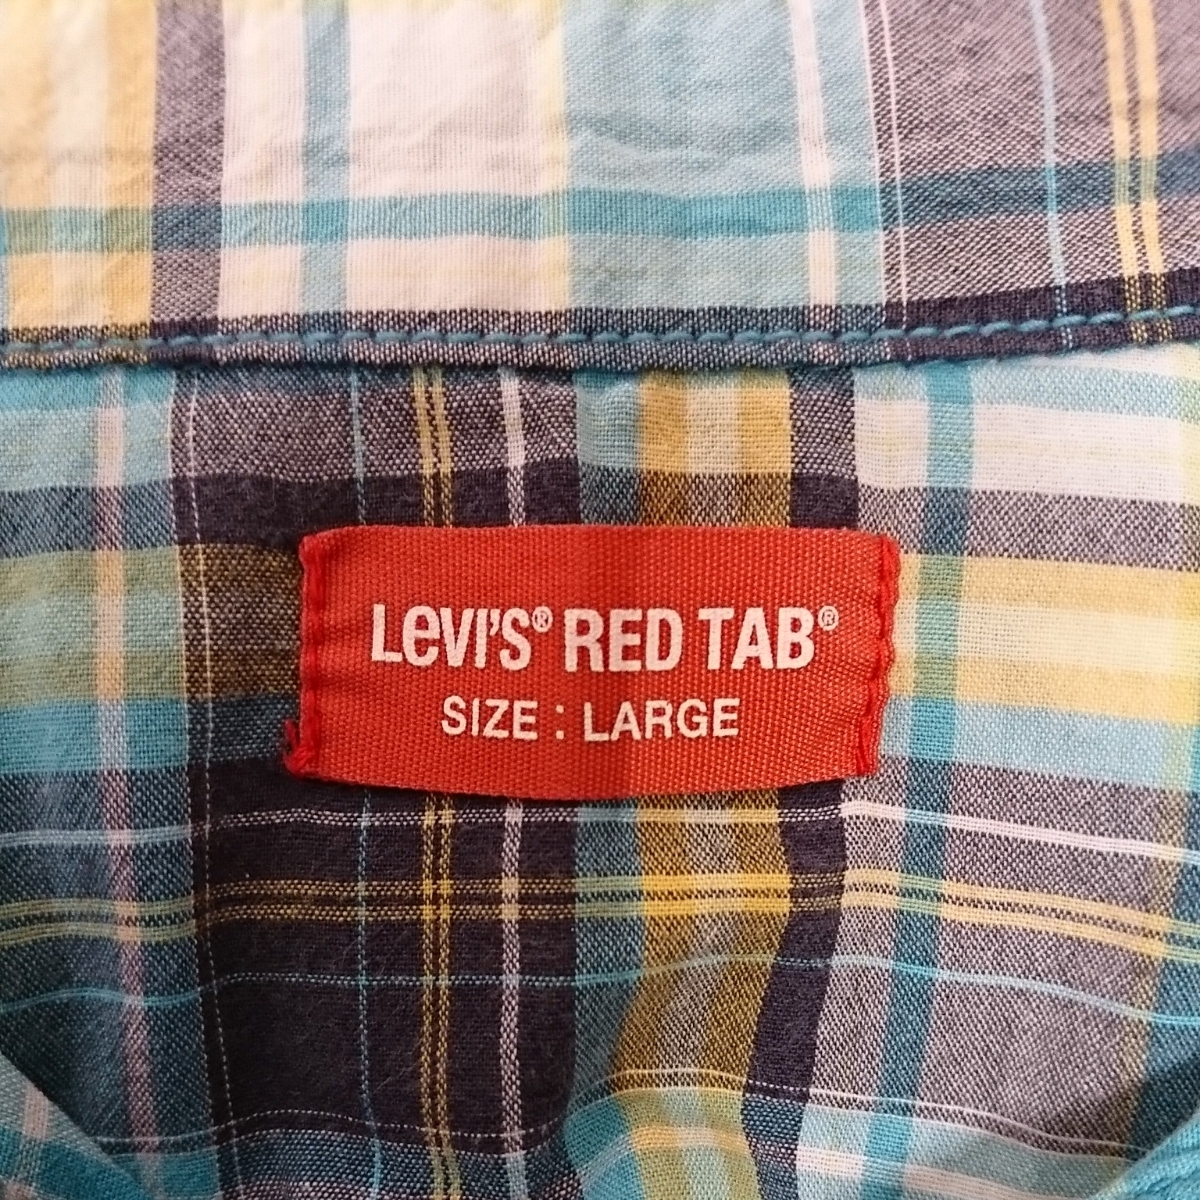 Levi's® RED TAB®
SIZE : LARGE